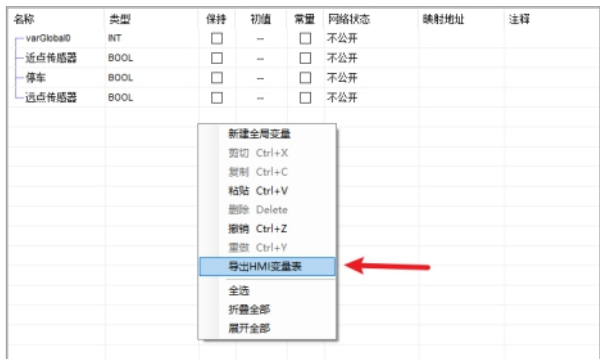 名称 类型 保持 初值 常量 网络状态 映射地址 注释
varGlobal0 INT -- 不公开
近点传感器 BOOL -- 不公开
停车 BOOL -- 不公开
远点传感器 BOOL -- 不公开
新建全局变量
剪切 Ctrl+X
复制 Ctrl+C
粘贴 Ctrl+V
删除 Delete
撤销 Ctrl+Z
重做 Ctrl+Y
导出HMI变量表
全选
折叠全部
展开全部